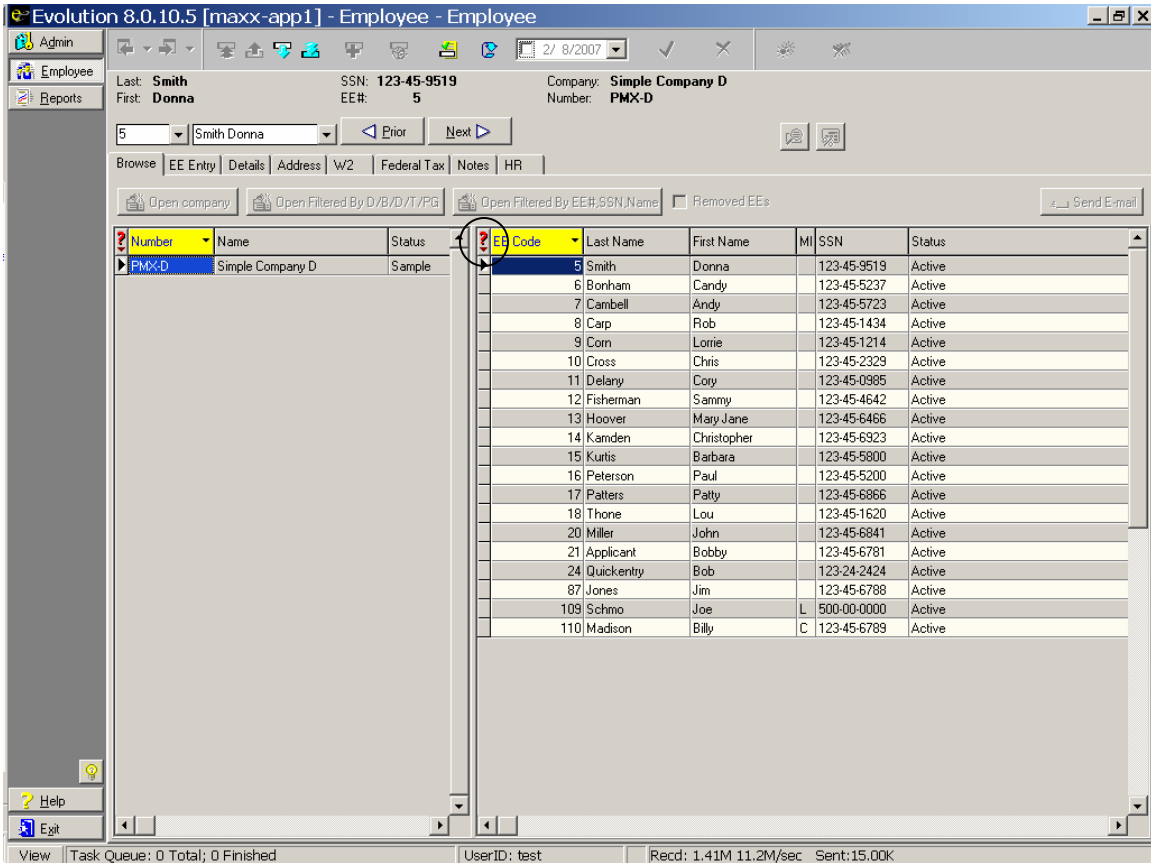 Evolution 8.0.10.5 [maxx-app1] - Employee - Employee
Admin
Employee
Reports
2/ 8/2007
Last: Smith SSN: 123-45-9519 Company: Simple Company D
First: Donna EE#: 5 Number: PMX-D
5 Smith Donna Prior Next
Browse EE Entry Details Address W2 Federal Tax Notes HR
Open company Open Filtered By D/B/D/T/PG Open Filtered By EE#,SSN,Name Removed EEs Send E-mail
Number Name Status
PMX-D Simple Company D Sample
EE Code Last Name First Name MI SSN Status
5 Smith Donna 123-45-9519 Active
6 Bonham Candy 123-45-5237 Active
7 Cambell Andy 123-45-5723 Active
8 Carp Rob 123-45-1434 Active
9 Corn Lorrie 123-45-1214 Active
10 Cross Chris 123-45-2329 Active
11 Delany Cory 123-45-0985 Active
12 Fisherman Sammy 123-45-4642 Active
13 Hoover Mary Jane 123-45-6466 Active
14 Kamden Christopher 123-45-6923 Active
15 Kurtis Barbara 123-45-5800 Active
16 Peterson Paul 123-45-5200 Active
17 Patters Patty 123-45-6866 Active
18 Thone Lou 123-45-1620 Active
20 Miller John 123-45-6841 Active
21 Applicant Bobby 123-45-6781 Active
24 Quickentry Bob 123-24-2424 Active
87 Jones Jim 123-45-6788 Active
109 Schmo Joe L 500-00-0000 Active
110 Madison Billy C 123-45-6789 Active
Help
Exit
View Task Queue: 0 Total; 0 Finished UserID: test Recd: 1.41M 11.2M/sec Sent:15.00K